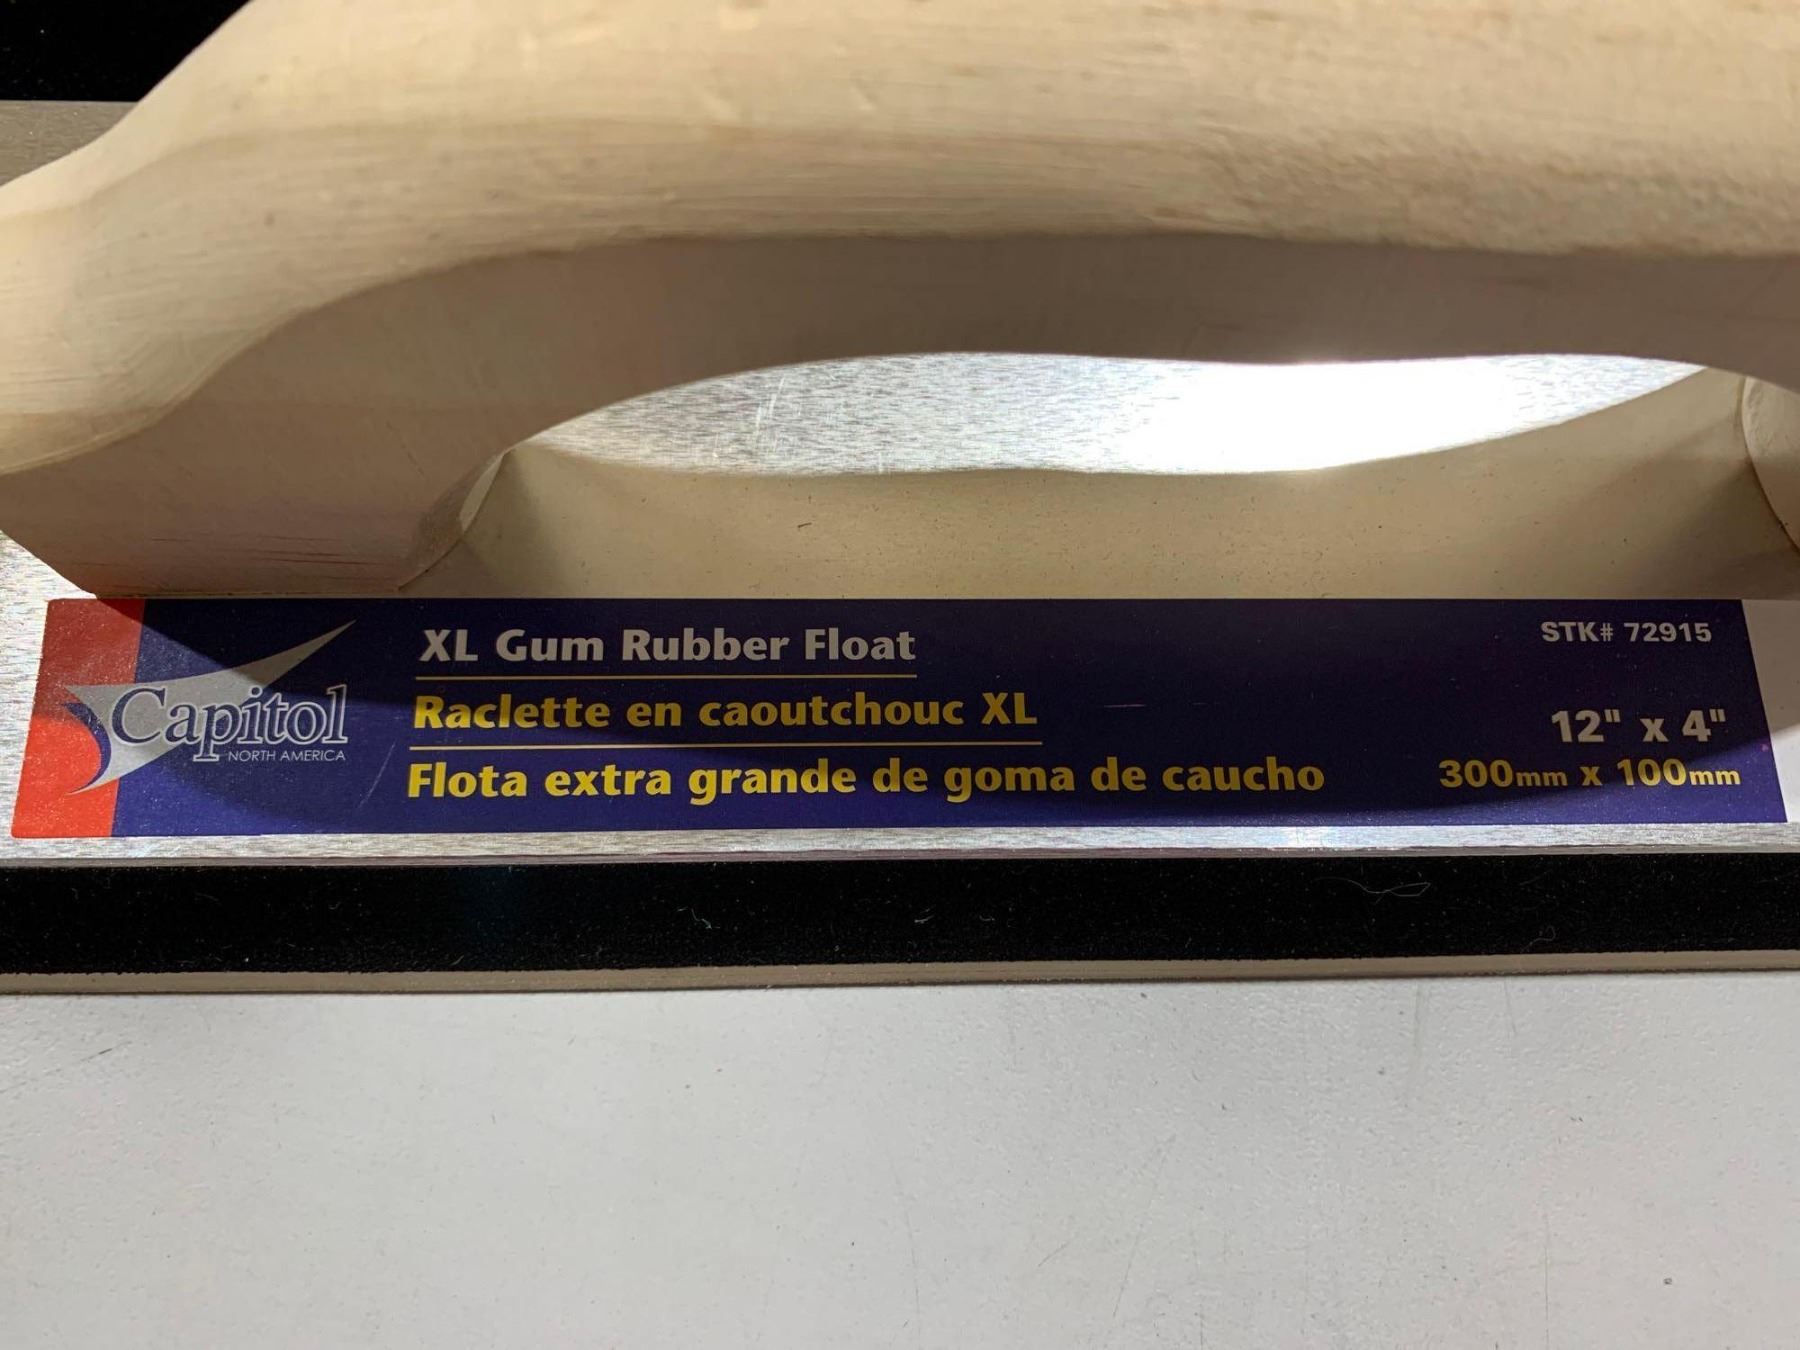 Capitol
NORTH AMERICA
XL Gum Rubber Float
Raclette en caoutchouc XL
Flota extra grande de goma de caucho
STK# 72915
12" x 4"
300mm x 100mm